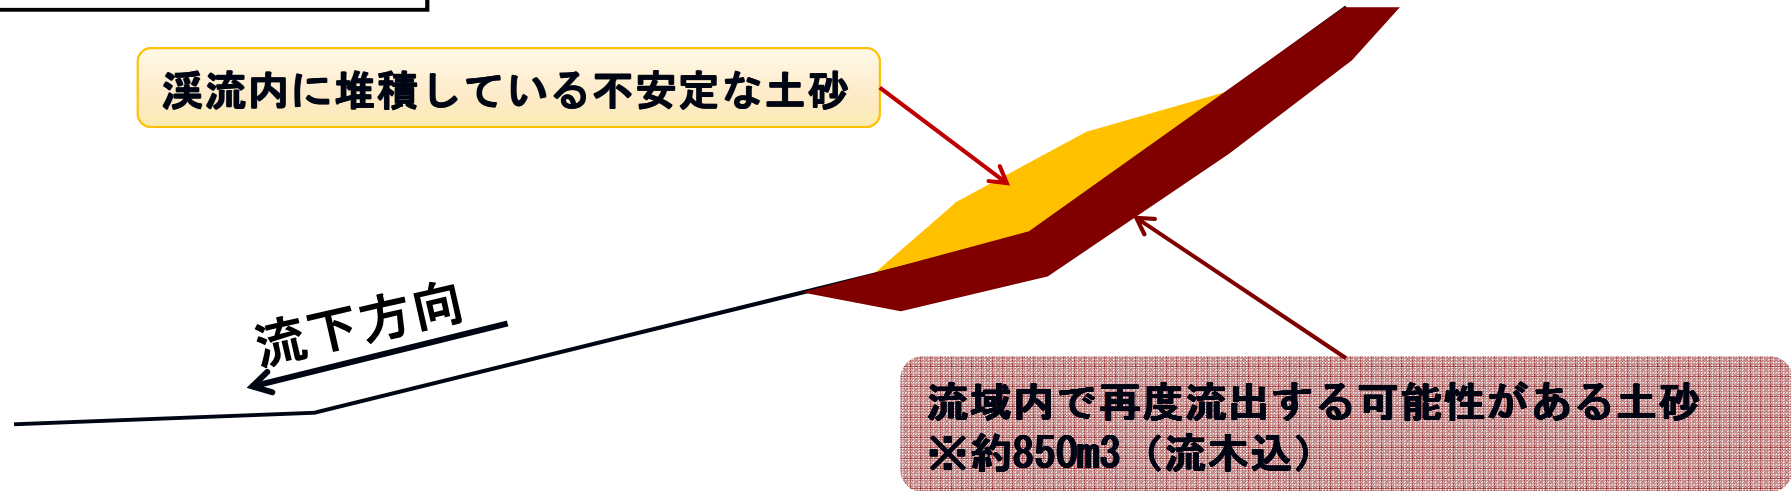 渓流内に堆積している不安定な土砂
流下方向
流域内で再度流出する可能性がある土砂
※約850m3（流木込）